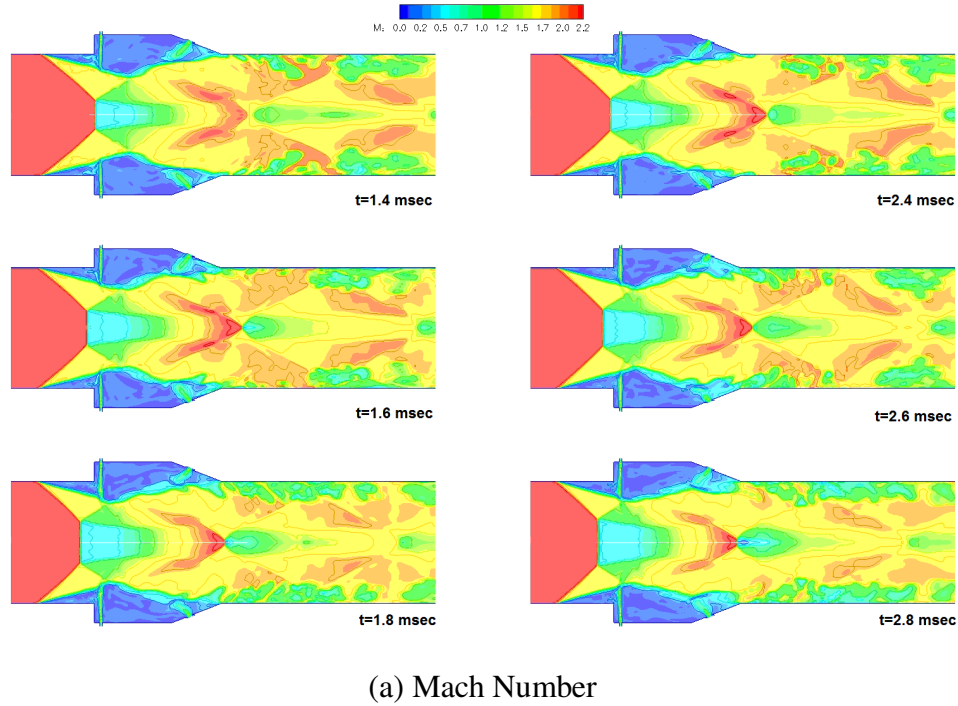 M: 0.0 0.2 0.5 0.7 1.0 1.2 1.5 1.7 2.0 2.2
t=1.4 msec
t=2.4 msec
t=1.6 msec
t=2.6 msec
t=1.8 msec
t=2.8 msec
(a) Mach Number